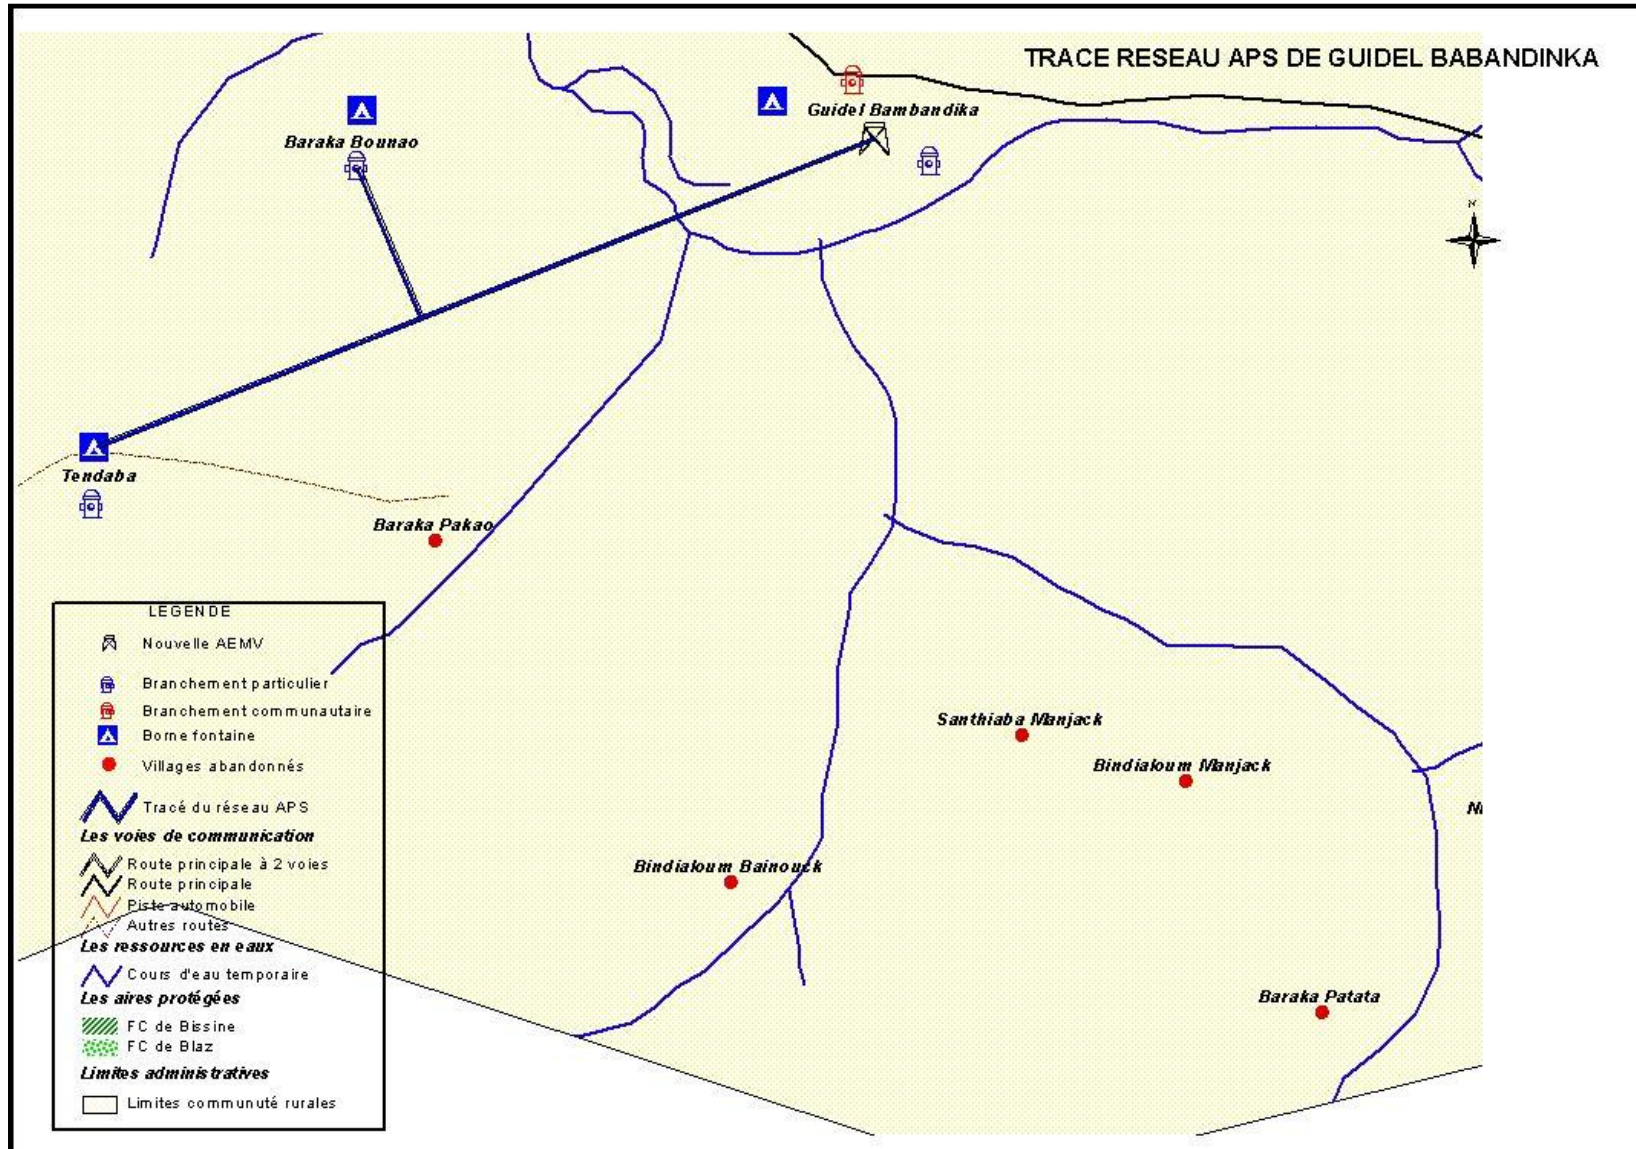 TRACE RESEAU APS DE GUIDEL BABANDINKA
Guidel Bambandika
Baraka Bounao
N
Tendaba
Baraka Pakao
LEGENDE
Nouvelle AEMV
Branchement particulier
Branchement communautaire
Borne fontaine
Villages abandonnés
Tracé du réseau APS
Les voies de communication
Route principale à 2 voies
Route principale
Piste automobile
Autres routes
Les ressources en eaux
Cours d'eau temporaire
Les aires protégées
FC de Bissine
FC de Blaz
Limites administratives
Limites communuté rurales
Santhiaba Manjack
Bindialoum Manjack
Bindialoum Bainouck
Baraka Patata